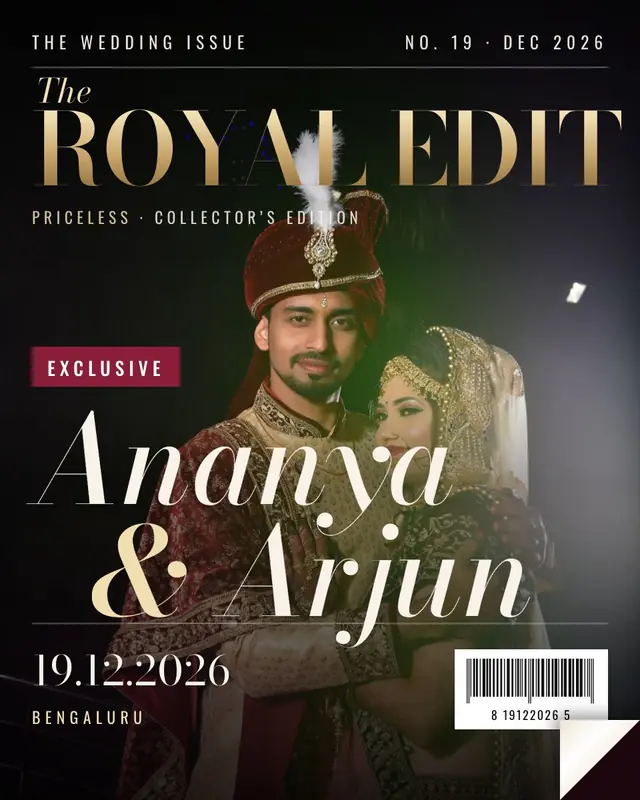 THE WEDDING ISSUE
NO. 19 · DEC 2026
The
ROYAL EDIT
PRICELESS · COLLECTOR'S EDITION
EXCLUSIVE
Ananya
& Arjun
19.12.2026
BENGALURU
8 19122026 5